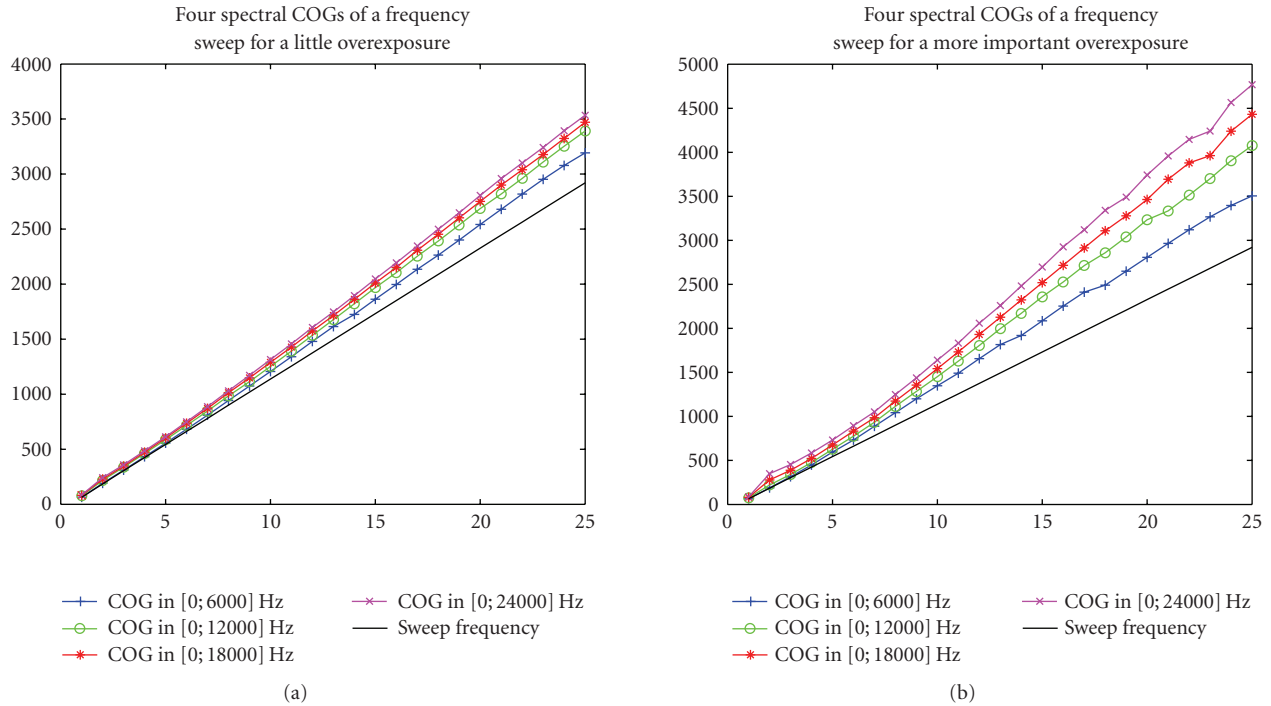 Four spectral COGs of a frequency
sweep for a little overexposure
4000
3500
3000
2500
2000
1500
1000
500
0
0 5 10 15 20 25
COG in [0; 6000] Hz
COG in [0; 12000] Hz
COG in [0; 18000] Hz
COG in [0; 24000] Hz
Sweep frequency
(a)
Four spectral COGs of a frequency
sweep for a more important overexposure
5000
4500
4000
3500
3000
2500
2000
1500
1000
500
0
0 5 10 15 20 25
COG in [0; 6000] Hz
COG in [0; 12000] Hz
COG in [0; 18000] Hz
COG in [0; 24000] Hz
Sweep frequency
(b)